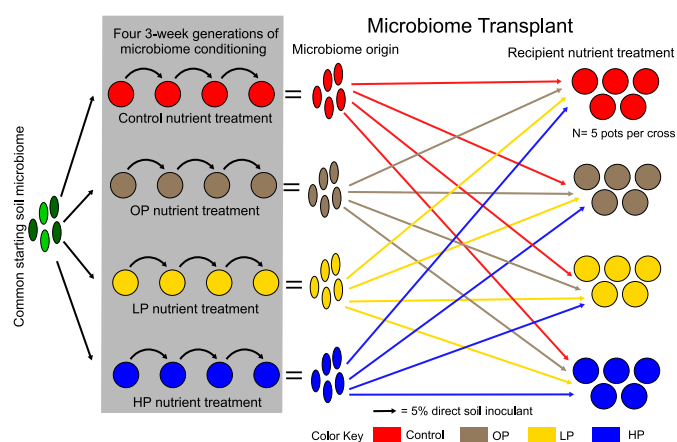 Microbiome Transplant
Four 3-week generations of
microbiome conditioning
Microbiome origin
Recipient nutrient treatment
Control nutrient treatment
=
N= 5 pots per cross
OP nutrient treatment
=
Common starting soil microbiome
LP nutrient treatment
=
HP nutrient treatment
=
= 5% direct soil inoculant
Color Key
Control
OP
LP
HP